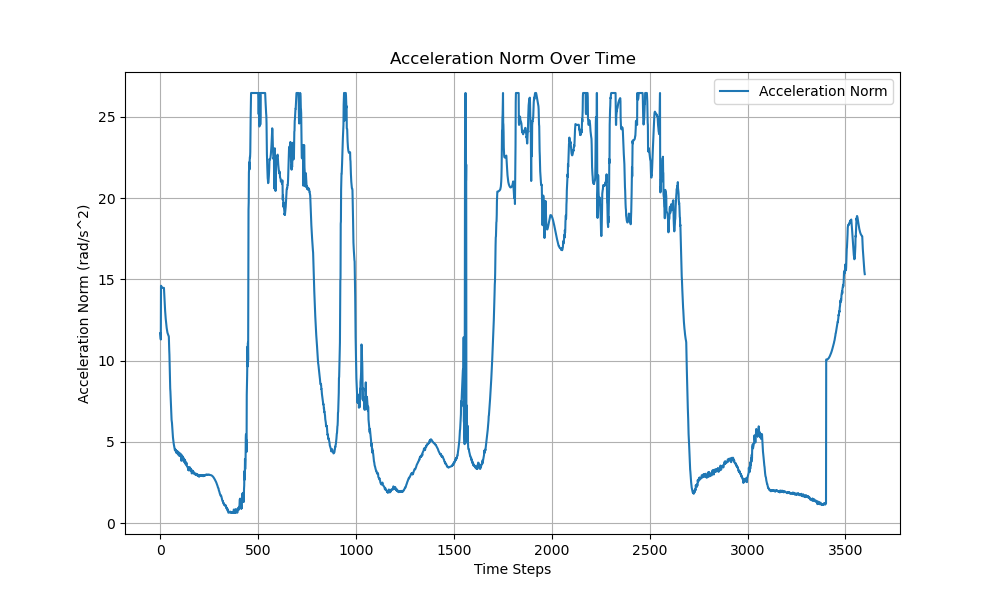 Acceleration Norm Over Time
Acceleration Norm
Acceleration Norm (rad/s^2)
25
20
15
10
5
0
0 500 1000 1500 2000 2500 3000 3500
Time Steps